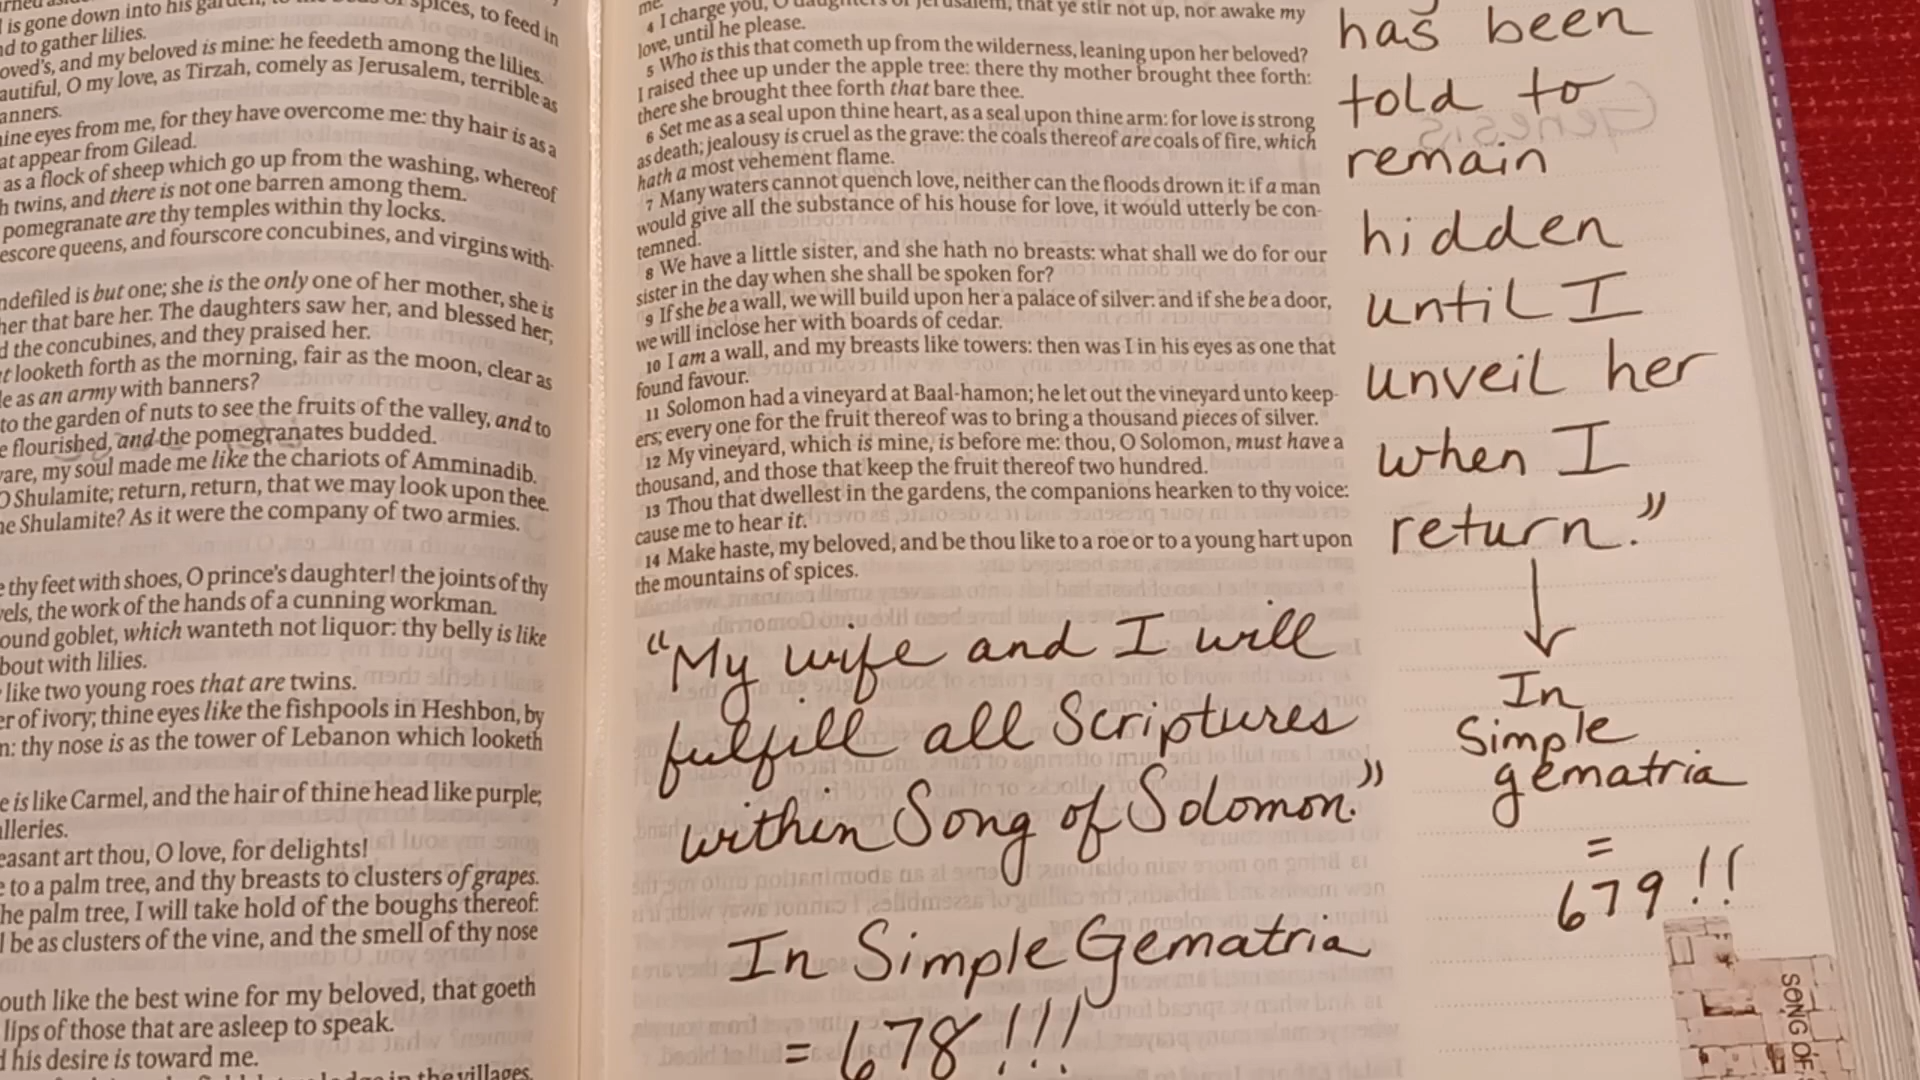 is gone down into his garden, to the beds of spices, to feed in
nd to gather lilies.
oved's, and my beloved is mine: he feedeth among the lilies.
autiful, O my love, as Tirzah, comely as Jerusalem, terrible as
anners.
ine eyes from me, for they have overcome me: thy hair is as a
at appear from Gilead.
as a flock of sheep which go up from the washing, whereof
h twins, and there is not one barren among them.
pomegranate are thy temples within thy locks.
escore queens, and fourscore concubines, and virgins with-
ndefiled is but one; she is the only one of her mother, she is
her that bare her. The daughters saw her, and blessed her;
d the concubines, and they praised her.
t looketh forth as the morning, fair as the moon, clear as
le as an army with banners?
to the garden of nuts to see the fruits of the valley, and to
e flourished, and the pomegranates budded.
are, my soul made me like the chariots of Amminadib.
O Shulamite; return, return, that we may look upon thee.
he Shulamite? As it were the company of two armies.
e thy feet with shoes, O prince's daughter! the joints of thy
vels, the work of the hands of a cunning workman.
ound goblet, which wanteth not liquor: thy belly is like
bout with lilies.
like two young roes that are twins.
er of ivory; thine eyes like the fishpools in Heshbon, by
n: thy nose is as the tower of Lebanon which looketh
e is like Carmel, and the hair of thine head like purple;
lleries.
easant art thou, O love, for delights!
e to a palm tree, and thy breasts to clusters of grapes.
he palm tree, I will take hold of the boughs thereof:
l be as clusters of the vine, and the smell of thy nose
outh like the best wine for my beloved, that goeth
lips of those that are asleep to speak.
d his desire is toward me.
in the villages.
me.
4 I charge you, O daughters of Jerusalem, that ye stir not up, nor awake my
love, until he please.
5 Who is this that cometh up from the wilderness, leaning upon her beloved?
I raised thee up under the apple tree: there thy mother brought thee forth:
there she brought thee forth that bare thee.
6 Set me as a seal upon thine heart, as a seal upon thine arm: for love is strong
as death; jealousy is cruel as the grave: the coals thereof are coals of fire, which
hath a most vehement flame.
7 Many waters cannot quench love, neither can the floods drown it: if a man
would give all the substance of his house for love, it would utterly be con-
temned.
8 We have a little sister, and she hath no breasts: what shall we do for our
sister in the day when she shall be spoken for?
9 If she be a wall, we will build upon her a palace of silver: and if she be a door,
we will inclose her with boards of cedar.
10 I am a wall, and my breasts like towers: then was I in his eyes as one that
found favour.
11 Solomon had a vineyard at Baal-hamon; he let out the vineyard unto keep-
ers; every one for the fruit thereof was to bring a thousand pieces of silver.
12 My vineyard, which is mine, is before me: thou, O Solomon, must have a
thousand, and those that keep the fruit thereof two hundred.
13 Thou that dwellest in the gardens, the companions hearken to thy voice:
cause me to hear it.
14 Make haste, my beloved, and be thou like to a roe or to a young hart upon
the mountains of spices.
"My wife and I will
fulfill all Scriptures
within Song of Solomon."
In Simple Gematria
= 678!!!
has been
told to
remain
hidden
until I
unveil her
when I
return."
In
Simple
gematria
=
679!!
SONG OF